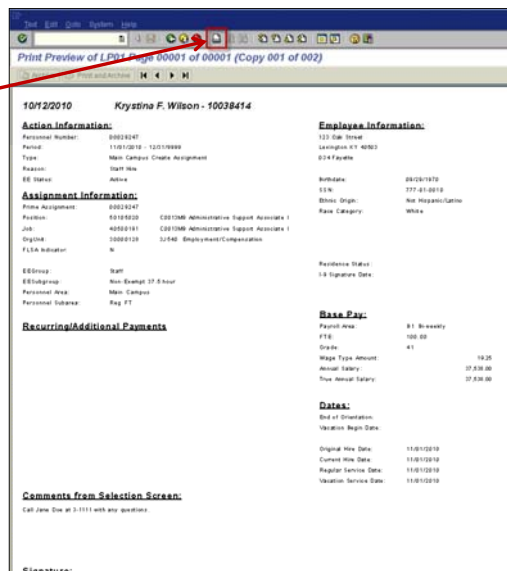 Text Edit Goto System Help
Print Preview of LP01 Page 00001 of 00001 (Copy 001 of 002)
Archive Print and Archive
10/12/2010 Krystina F. Wilson - 10038414
Action Information:
Personnel Number: 00029247
Period: 11/01/2010 - 12/31/9999
Type: Main Campus Create Assignment
Reason: Staff Hire
EE Status: Active
Assignment Information:
Prime Assignment: 00029247
Position: 50105020 C0013M9 Administrative Support Associate I
Job: 40500161 C0013M9 Administrative Support Associate I
OrgUnit: 30000120 3J540 Employment/Compensation
FLSA Indicator: N
EEGroup: Staff
EESubgroup: Non-Exempt 37.5 hour
Personnel Area: Main Campus
Personnel Subarea: Reg FT
Recurring/Additional Payments
Comments from Selection Screen:
Call Jane Doe at 3-1111 with any questions.
Signature:
Employee Information:
123 Oak Street
Lexington KY 40503
034 Fayette
Birthdate: 09/29/1970
SSN: 777-01-0010
Ethnic Origin: Not Hispanic/Latino
Race Category: White
Residence Status:
I-9 Signature Date:
Base Pay:
Payroll Area: B1 Bi-weekly
FTE: 100.00
Grade: 41
Wage Type Amount: 19.25
Annual Salary: 37,538.00
True Annual Salary: 37,538.00
Dates:
End of Orientation:
Vacation Begin Date:
Original Hire Date: 11/01/2010
Current Hire Date: 11/01/2010
Regular Service Date: 11/01/2010
Vacation Service Date: 11/01/2010